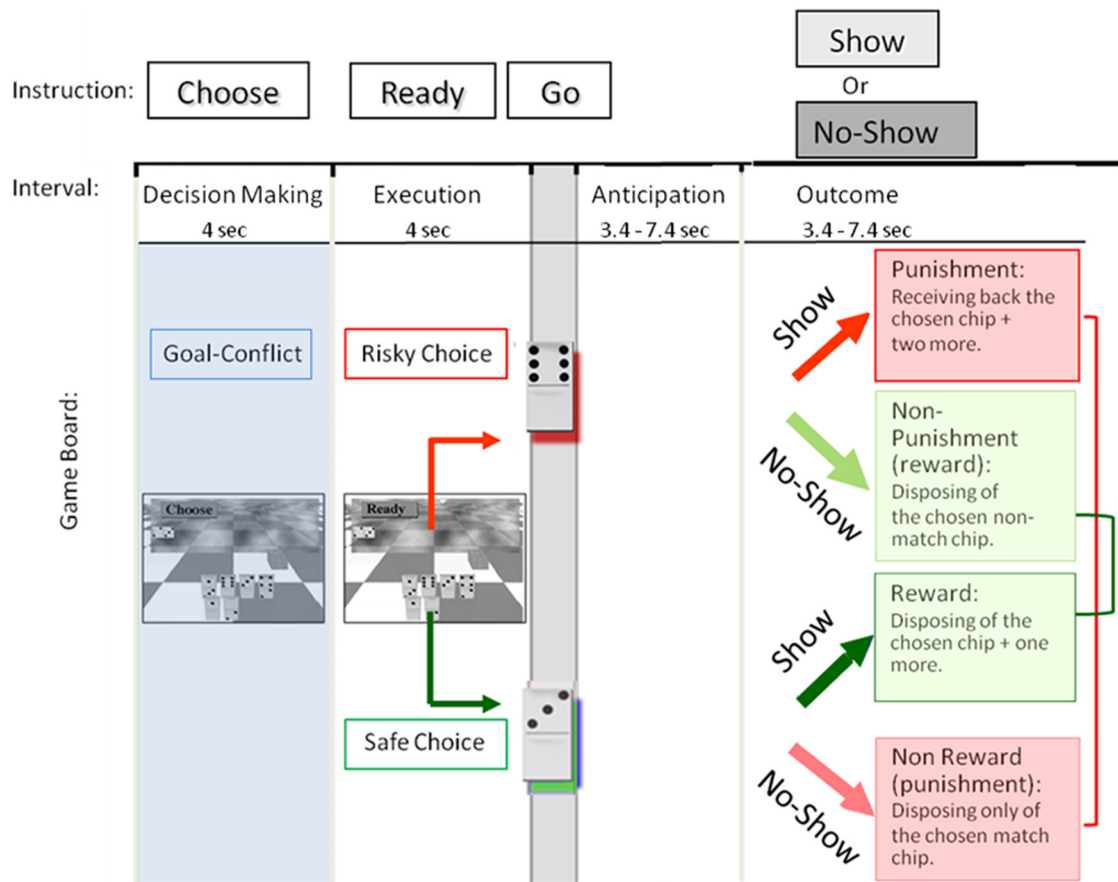 Instruction:
Choose
Ready
Go
Show
Or
No-Show
Interval:
Decision Making
4 sec
Execution
4 sec
Anticipation
3.4 - 7.4 sec
Outcome
3.4 - 7.4 sec
Game Board:
Goal-Conflict
Choose
Risky Choice
Ready
Safe Choice
Show
Punishment:
Receiving back the
chosen chip +
two more.
No-Show
Non-
Punishment
(reward):
Disposing of
the chosen non-
match chip.
Show
Reward:
Disposing of the
chosen chip + one
more.
No-Show
Non Reward
(punishment):
Disposing only of
the chosen match
chip.